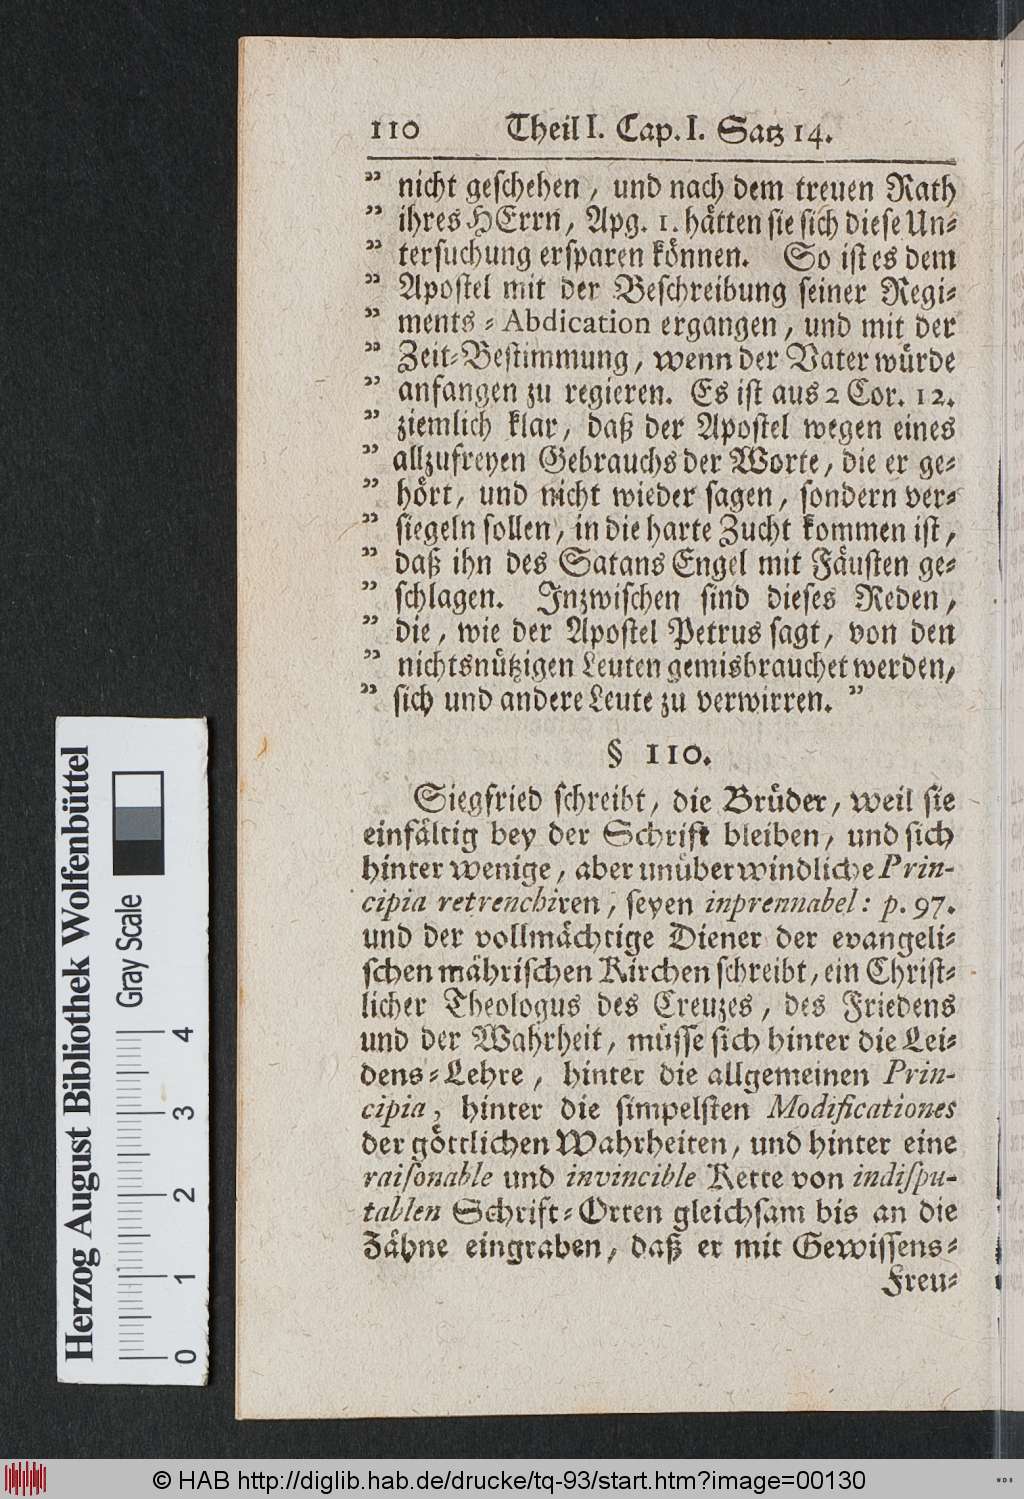 110 Theil I. Cap. I. Satz 14.
” nicht geschehen, und nach dem treuen Rath
” ihres HErrn, Apg. 1. hätten sie sich diese Un-
” tersuchung ersparen können. So ist es dem
” Apostel mit der Beschreibung seiner Regi-
” ments-Abdication ergangen, und mit der
” Zeit-Bestimmung, wenn der Vater würde
” anfangen zu regieren. Es ist aus 2 Cor. 12.
” ziemlich klar, daß der Apostel wegen eines
” allzufreyen Gebrauchs der Worte, die er ge-
” hört, und nicht wieder sagen, sondern ver-
” siegeln sollen, in die harte Zucht kommen ist,
” daß ihn des Satans Engel mit Fäusten ge-
” schlagen. Inzwischen sind dieses Reden,
” die, wie der Apostel Petrus sagt, von den
” nichtsnützigen Leuten gemisbrauchet werden,
” sich und andere Leute zu verwirren. ”
§ 110.
Siegfried schreibt, die Brüder, weil sie
einfältig bey der Schrift bleiben, und sich
hinter wenige, aber unüberwindliche Prin-
cipia retrenchiren, seyen inprennabel: p. 97.
und der vollmächtige Diener der evangeli-
schen mährischen Kirchen schreibt, ein Christ-
licher Theologus des Creuzes, des Friedens
und der Wahrheit, müsse sich hinter die Lei-
dens-Lehre, hinter die allgemeinen Prin-
cipia, hinter die simpelsten Modificationes
der göttlichen Wahrheiten, und hinter eine
raisonable und invincible Kette von indispu-
tablen Schrift-Orten gleichsam bis an die
Zähne eingraben, daß er mit Gewissens-
Freu-
Herzog August Bibliothek Wolfenbüttel
Gray Scale
0 1 2 3 4
© HAB http://diglib.hab.de/drucke/tq-93/start.htm?image=00130
WDB